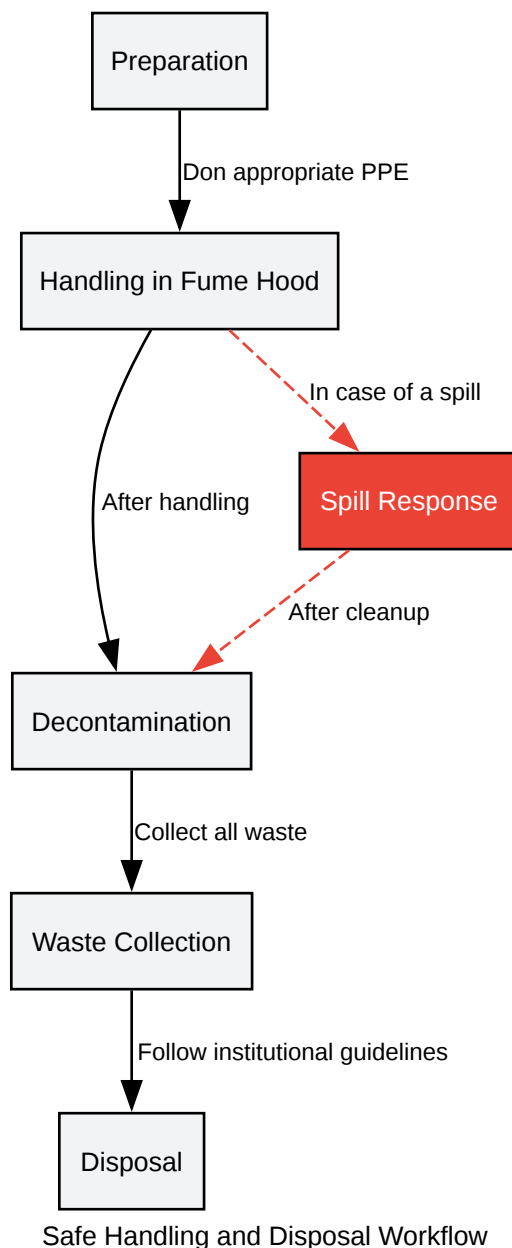 Preparation
Don appropriate PPE
Handling in Fume Hood
In case of a spill
After handling
Spill Response
After cleanup
Decontamination
Collect all waste
Waste Collection
Follow institutional guidelines
Disposal
Safe Handling and Disposal Workflow